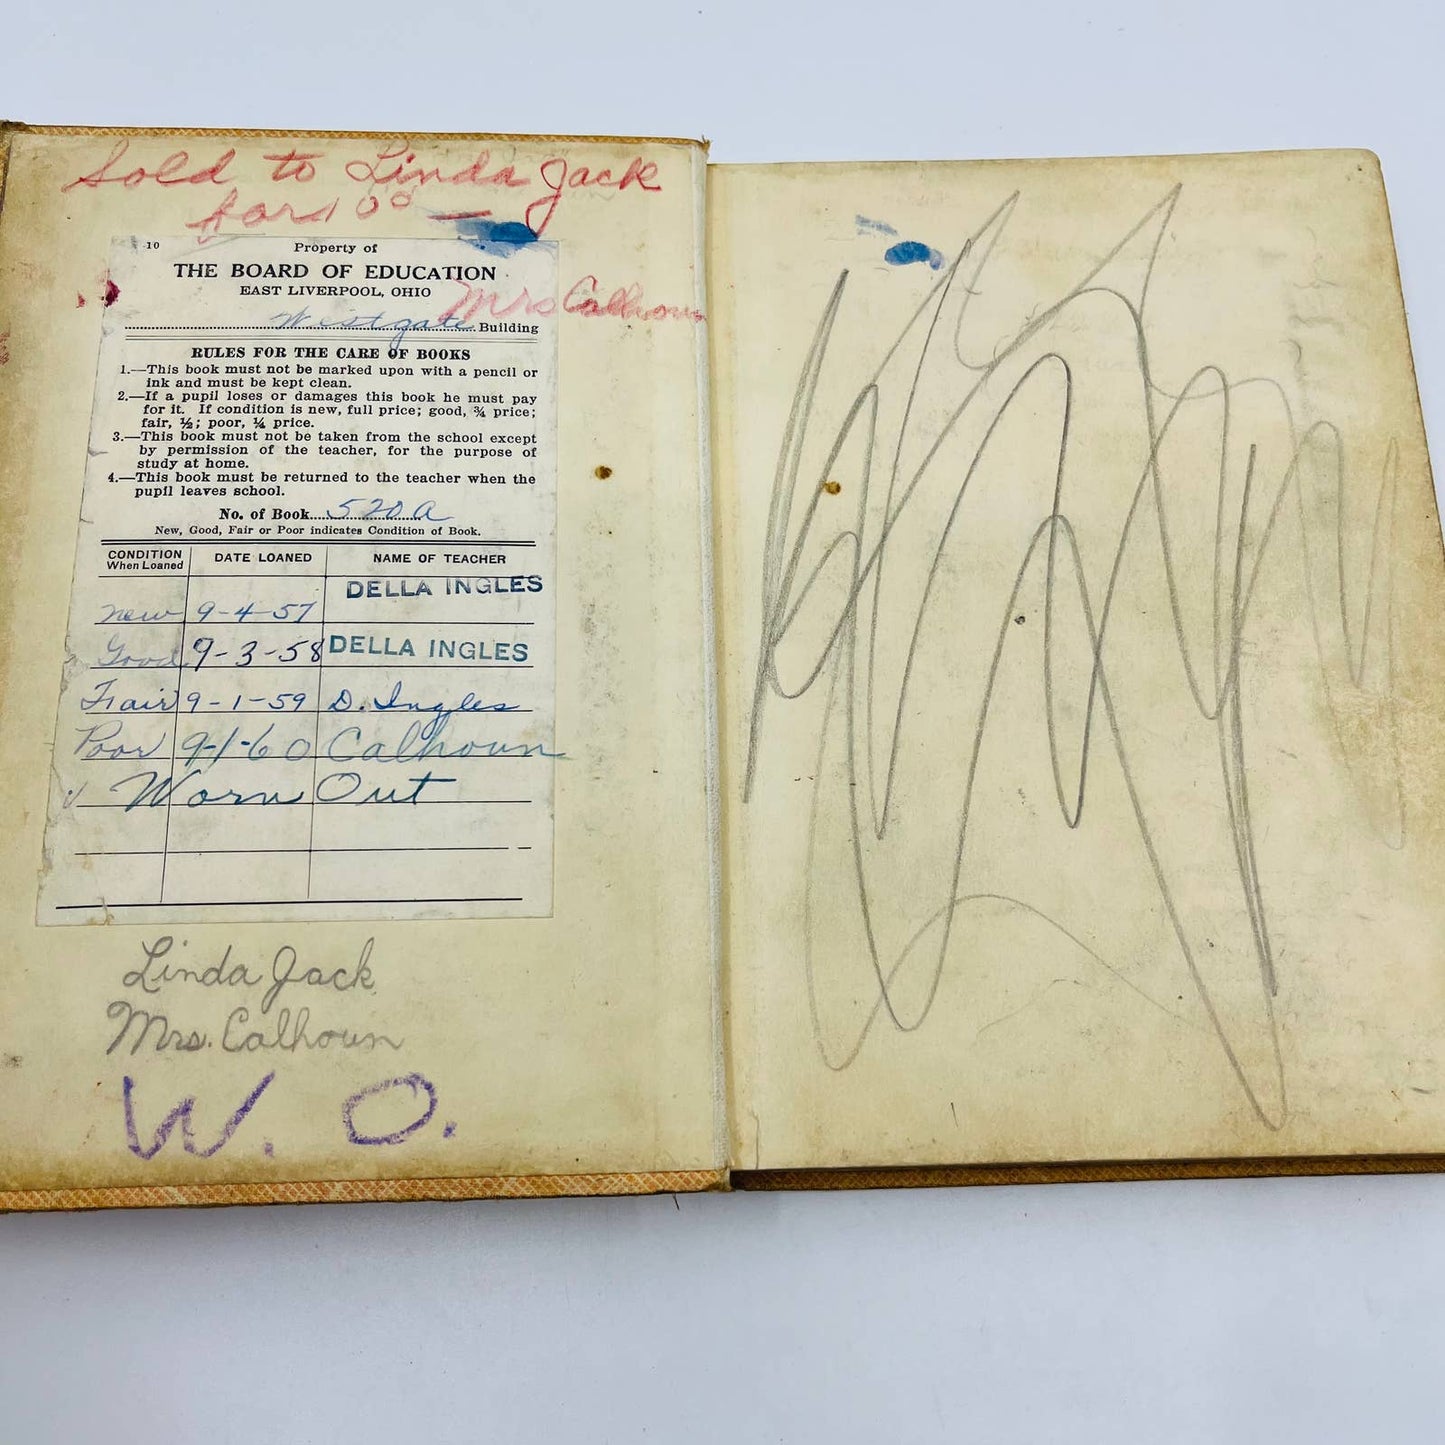 Sold to Linda Jack
for 10⁰⁰ —
10
Property of
THE BOARD OF EDUCATION
EAST LIVERPOOL, OHIO
Mrs Calhoun
Westgate Building
RULES FOR THE CARE OF BOOKS
1.—This book must not be marked upon with a pencil or
ink and must be kept clean.
2.—If a pupil loses or damages this book he must pay
for it. If condition is new, full price; good, ¾ price;
fair, ½; poor, ¼ price.
3.—This book must not be taken from the school except
by permission of the teacher, for the purpose of
study at home.
4.—This book must be returned to the teacher when the
pupil leaves school.
No. of Book 520a
New, Good, Fair or Poor indicates Condition of Book.
CONDITION When Loaned DATE LOANED NAME OF TEACHER
New 9-4-57 DELLA INGLES
Good 9-3-58 DELLA INGLES
Fair 9-1-59 D. Ingles
Poor 9-1-60 Calhoun
Worn Out
Linda Jack
Mrs. Calhoun
W. O.